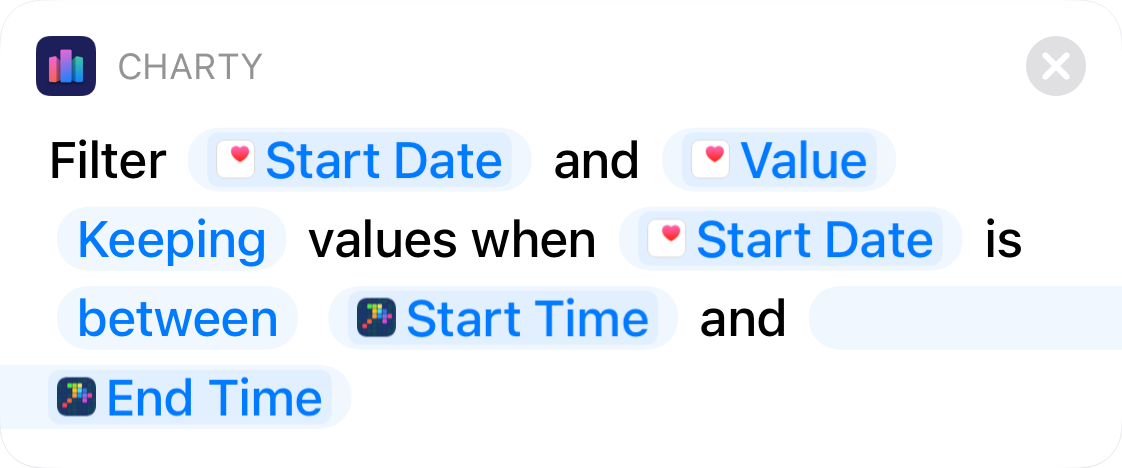 CHARTY
Filter Start Date and Value
Keeping values when Start Date is
between Start Time and
End Time